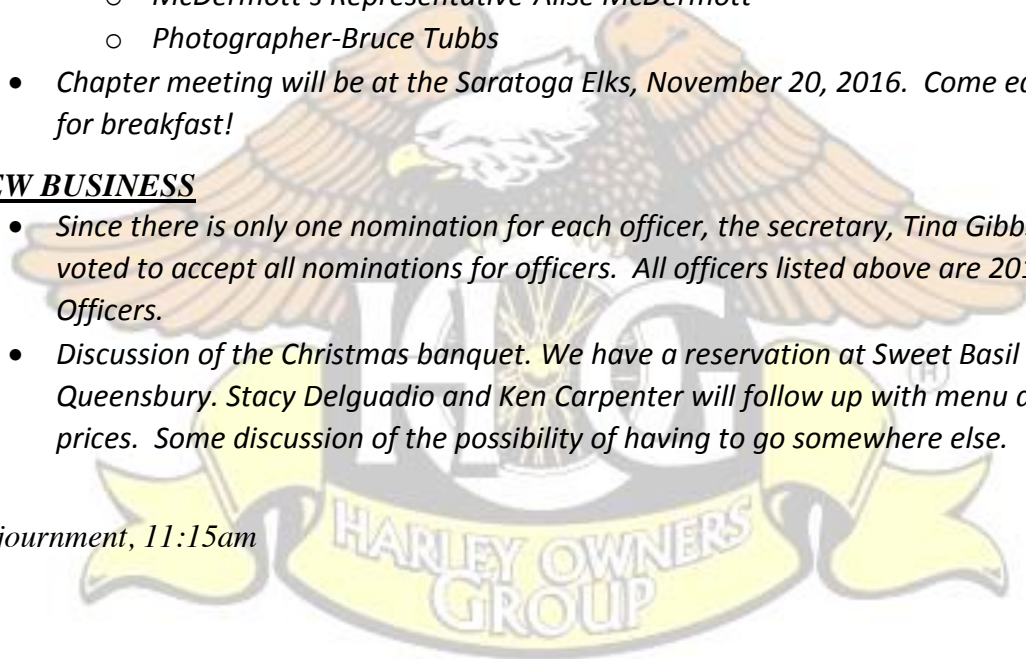 o McDermott's Representative-Alise McDermott
o Photographer-Bruce Tubbs
• Chapter meeting will be at the Saratoga Elks, November 20, 2016. Come
for breakfast!
EW BUSINESS
• Since there is only one nomination for each officer, the secretary, Tina Gibb
voted to accept all nominations for officers. All officers listed above are 201
Officers.
• Discussion of the Christmas banquet. We have a reservation at Sweet Basil
Queensbury. Stacy Delguadio and Ken Carpenter will follow up with menu
prices. Some discussion of the possibility of having to go somewhere else.
journment, 11:15am
HOG
HARLEY OWNERS
GROUP